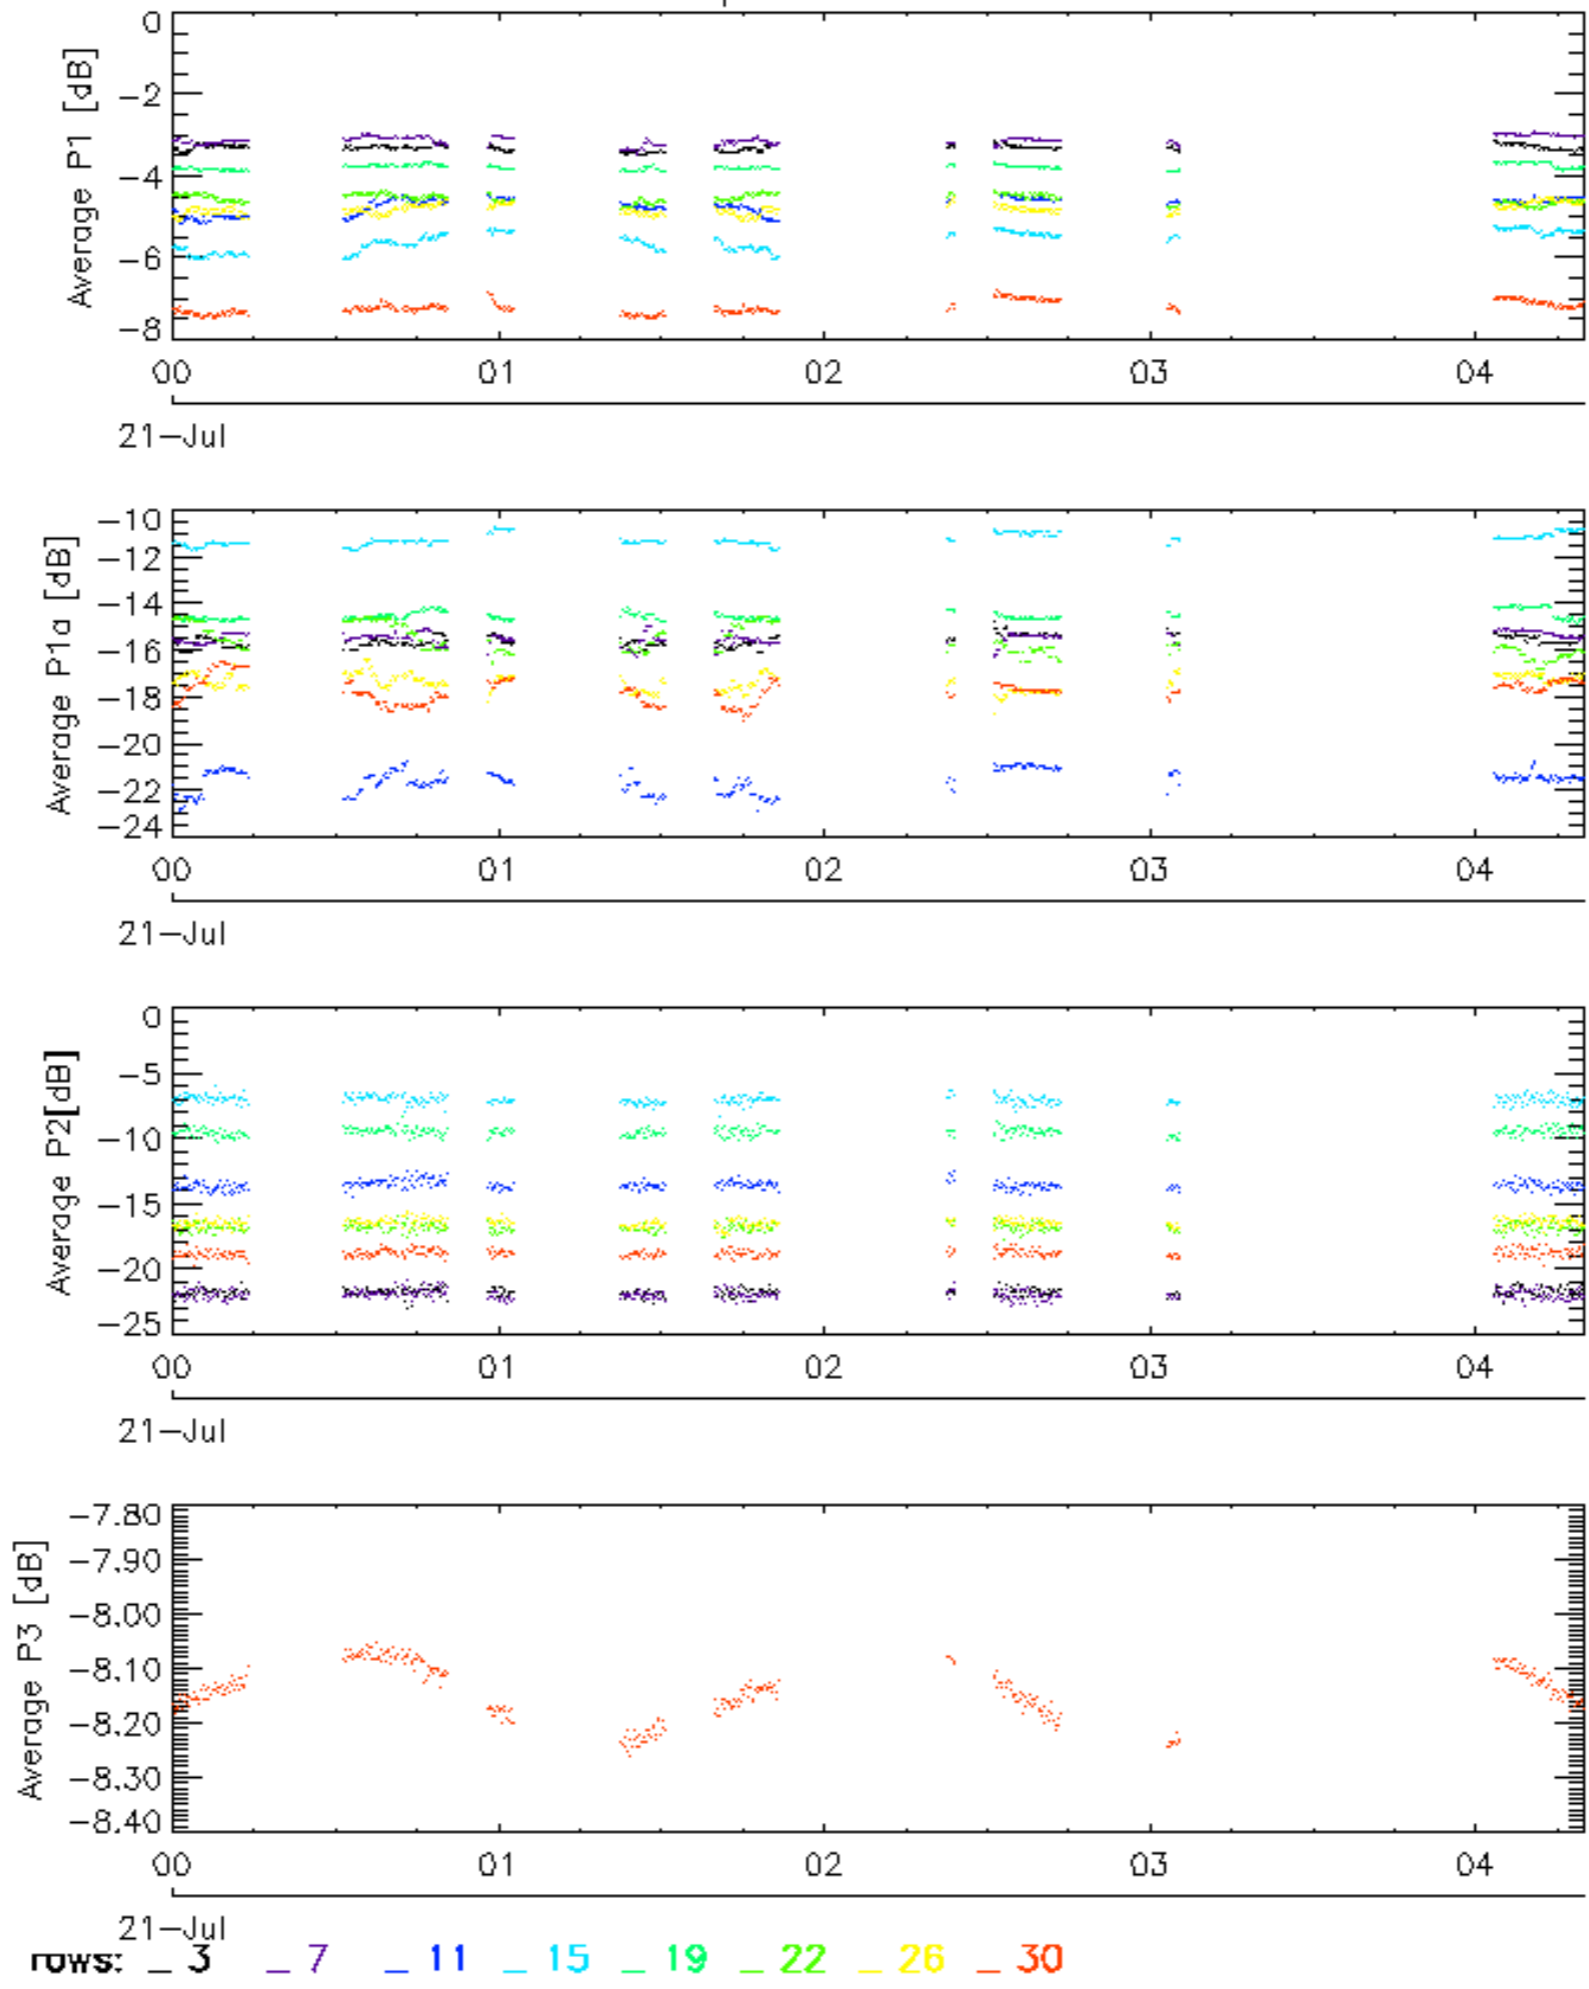 Average P1 [dB]
0
−2
−4
−6
−8
00 01 02 03 04
21−Jul
Average P1a [dB]
−10
−12
−14
−16
−18
−20
−22
−24
00 01 02 03 04
21−Jul
Average P2[dB]
0
−5
−10
−15
−20
−25
00 01 02 03 04
21−Jul
Average P3 [dB]
−7.80
−7.90
−8.00
−8.10
−8.20
−8.30
−8.40
00 01 02 03 04
21−Jul
rows: _ 3 _ 7 _ 11 _ 15 _ 19 _ 22 _ 26 _ 30